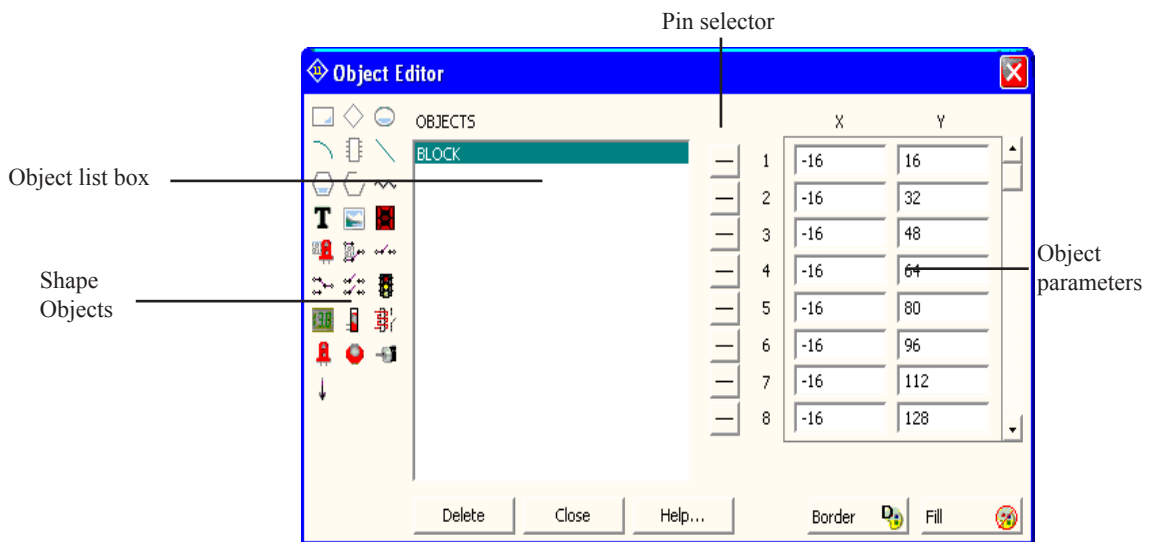 Pin selector
Object Editor
OBJECTS
X Y
BLOCK
1 -16 16
Object list box
2 -16 32
T
3 -16 48
Object
parameters
4 -16 64
Shape
Objects
5 -16 80
6 -16 96
7 -16 112
8 -16 128
Delete Close Help... Border D Fill